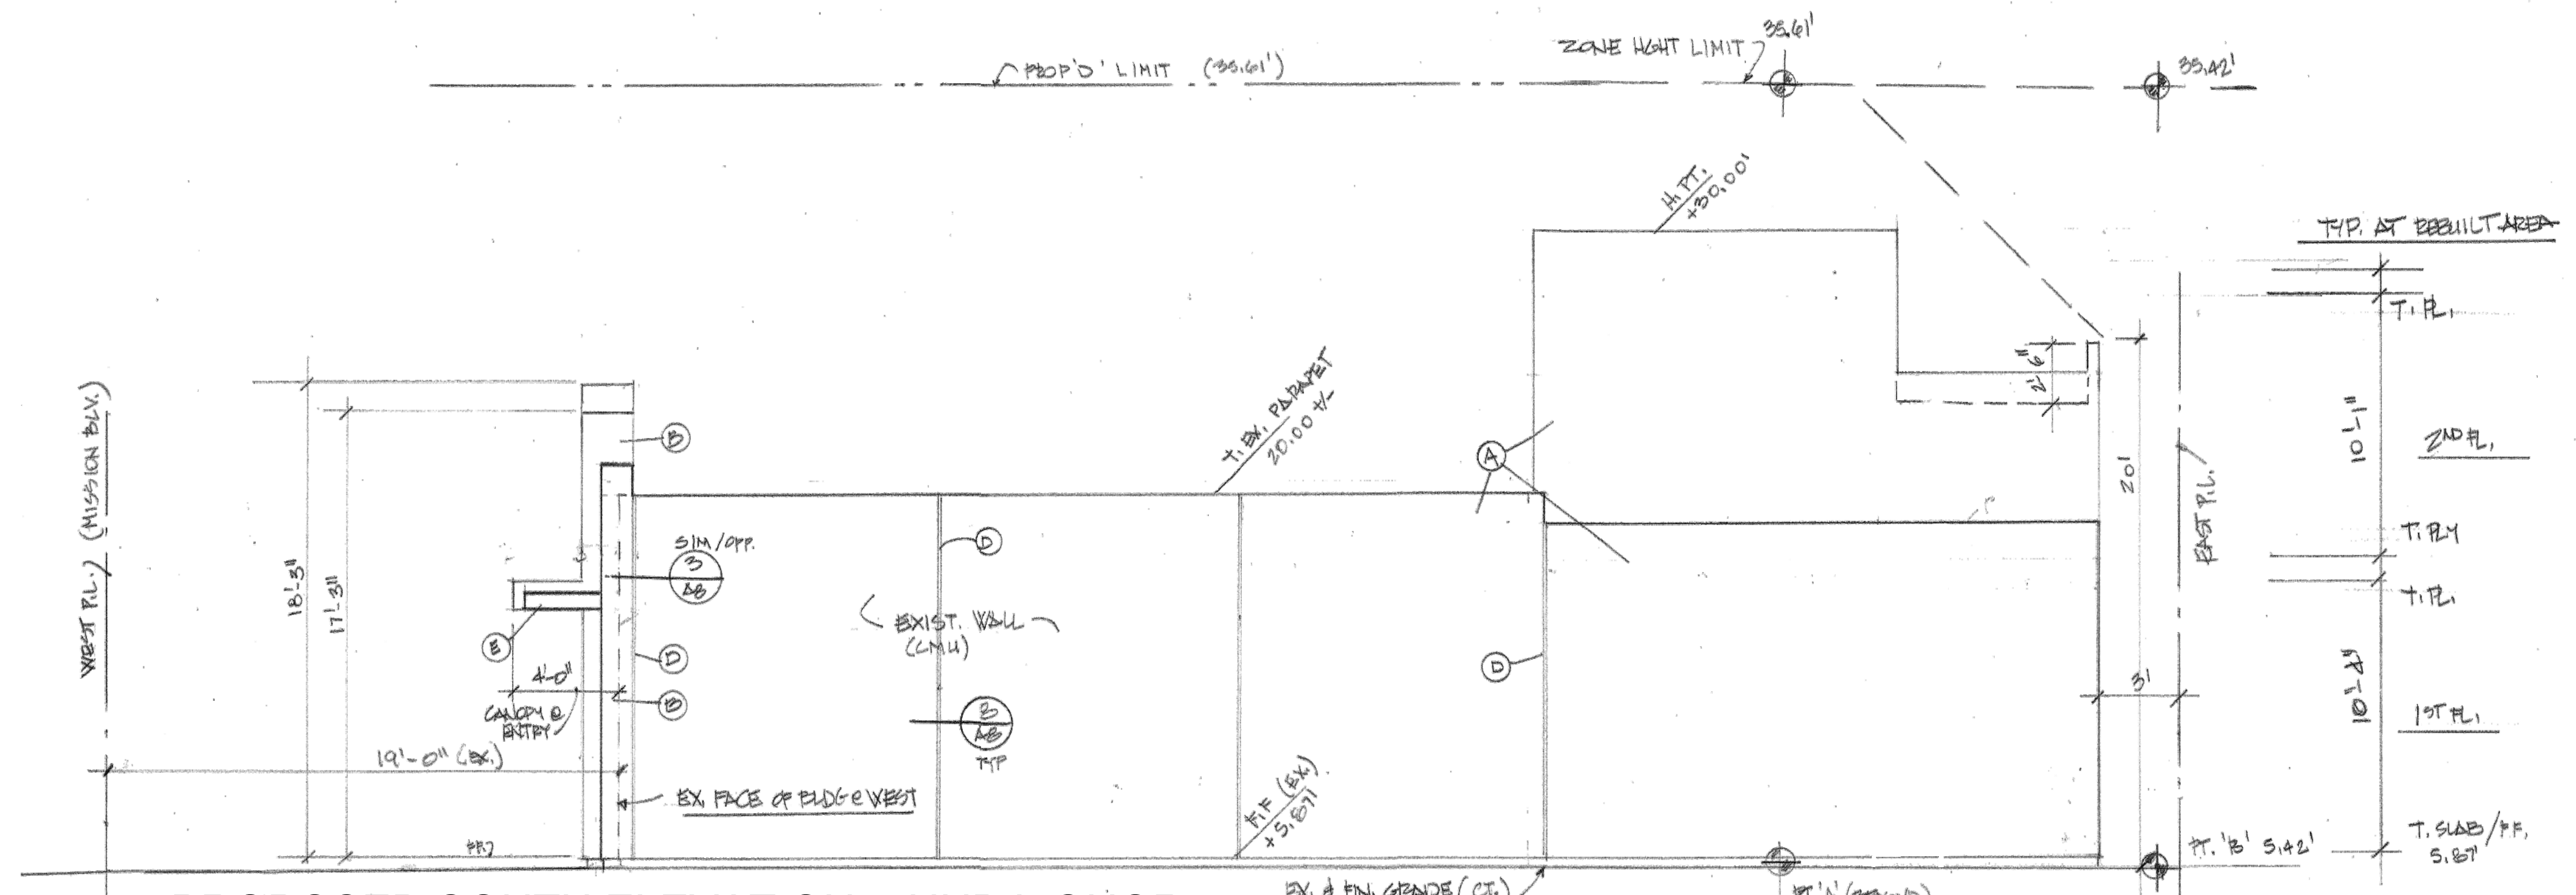 35.61'
ZONE HGHT LIMIT
PROP'D' LIMIT (35.61')
35.42'
HI. PT.
+30.00'
TYP. AT REBUILT AREA
T. PL.
2'-6"
T. EX. PARAPET
20.00 +/-
WEST P.L.) (MISSION BLV.)
18'-3"
17'-3"
B
A
10'-1"
2ND FL.
20'
EAST P.L.
D
SIM/OPP.
3
A8
T. PLY
T. PL.
EXIST. WALL
(CMU)
E
D
D
4'-0"
B
CANOPY @
ENTRY
3'
1ST FL.
8
A8
TYP
19'-0" (EX.)
EX. FACE OF BLDG @ WEST
F.F (EX.)
+5.87'
FF.
PT. 'B' 5.42'
T. SLAB/F.F.
5.87'
EX. & FIN. GRADE (CT.)